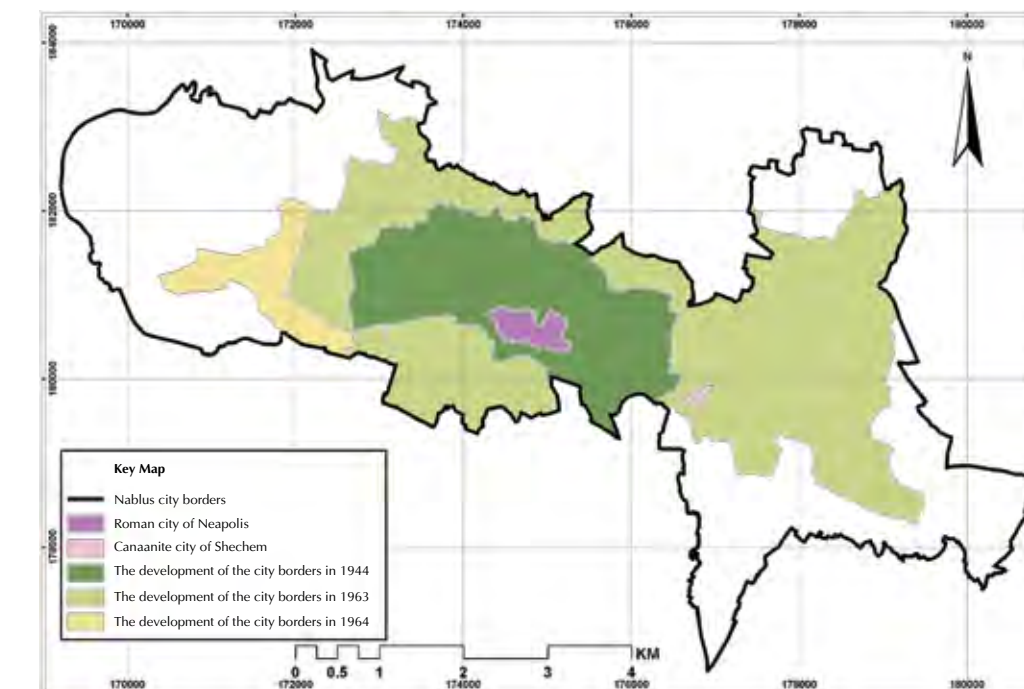 170000 172000 174000 176000 178000 180000
184000
N
182000
180000
178000
Key Map
Nablus city borders
Roman city of Neapolis
Canaanite city of Shechem
The development of the city borders in 1944
The development of the city borders in 1963
The development of the city borders in 1964
KM
0 0.5 1 2 3 4
170000 172000 174000 176000 178000 180000